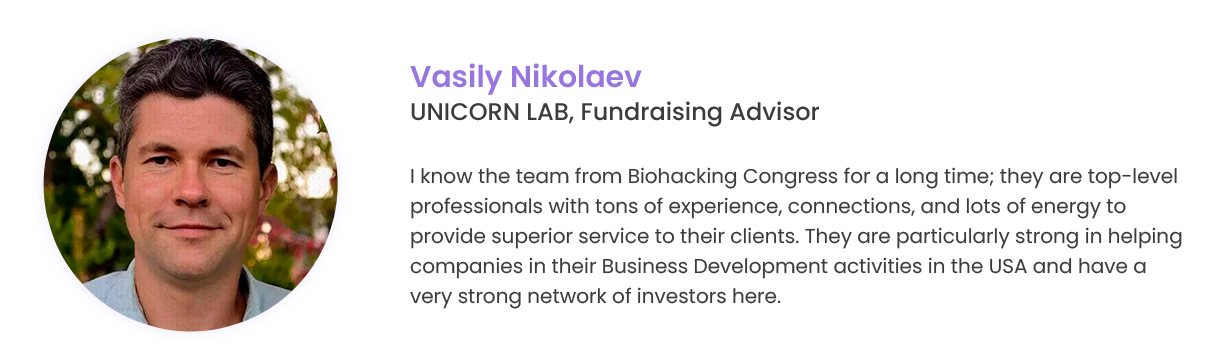 Vasily Nikolaev
UNICORN LAB, Fundraising Advisor
I know the team from Biohacking Congress for a long time; they are top-level
professionals with tons of experience, connections, and lots of energy to
provide superior service to their clients. They are particularly strong in helping
companies in their Business Development activities in the USA and have a
very strong network of investors here.